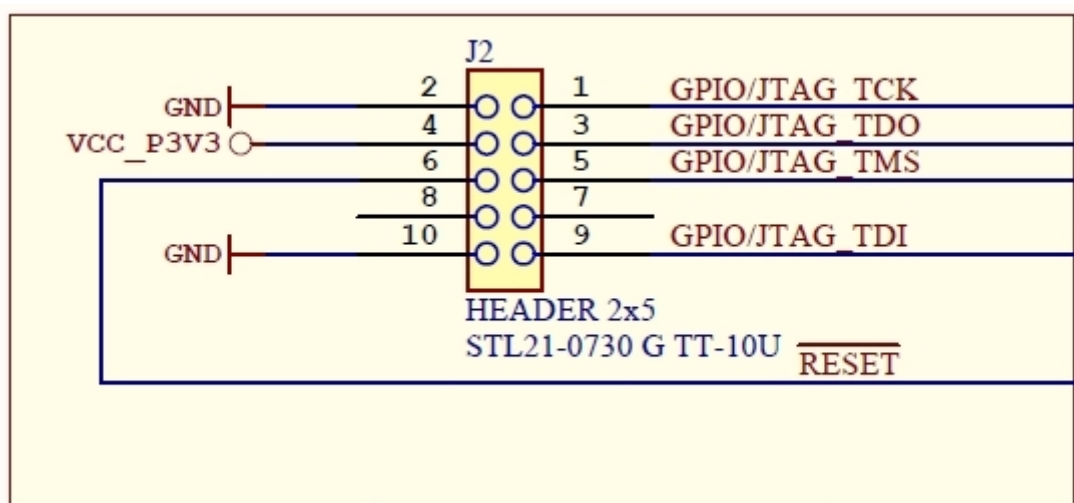 J2
GND 2 1 GPIO/JTAG_TCK
VCC_P3V3 4 3 GPIO/JTAG_TDO
6 5 GPIO/JTAG_TMS
8 7
GND 10 9 GPIO/JTAG_TDI
HEADER 2x5
STL21-0730 G TT-10U
RESET